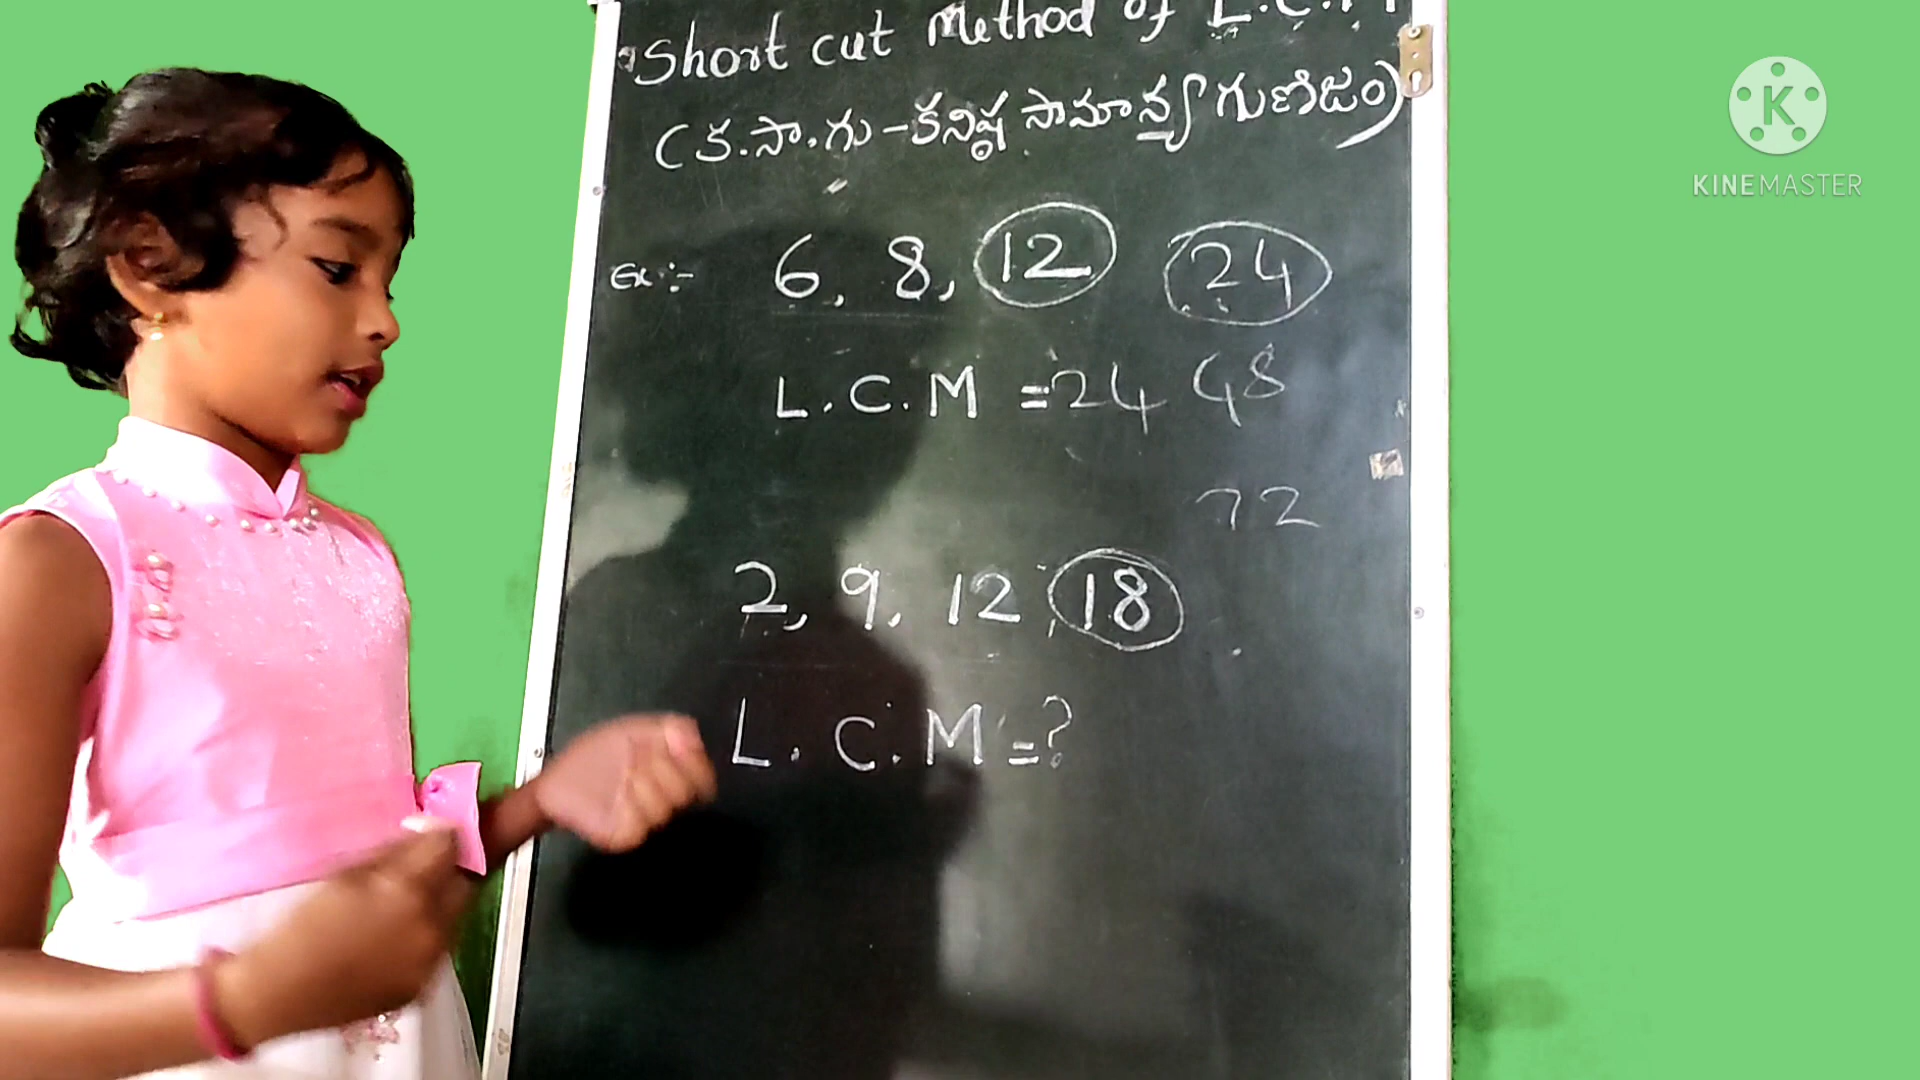 Short cut Method of L.C.M
(క.సా.గు-కనిష్ఠ సామాన్య గుణిజం)
Ex:- 6, 8, 12 24
L.C.M = 24 48
72
2, 9, 12, 18
L.C.M = ?
K
KINEMASTER